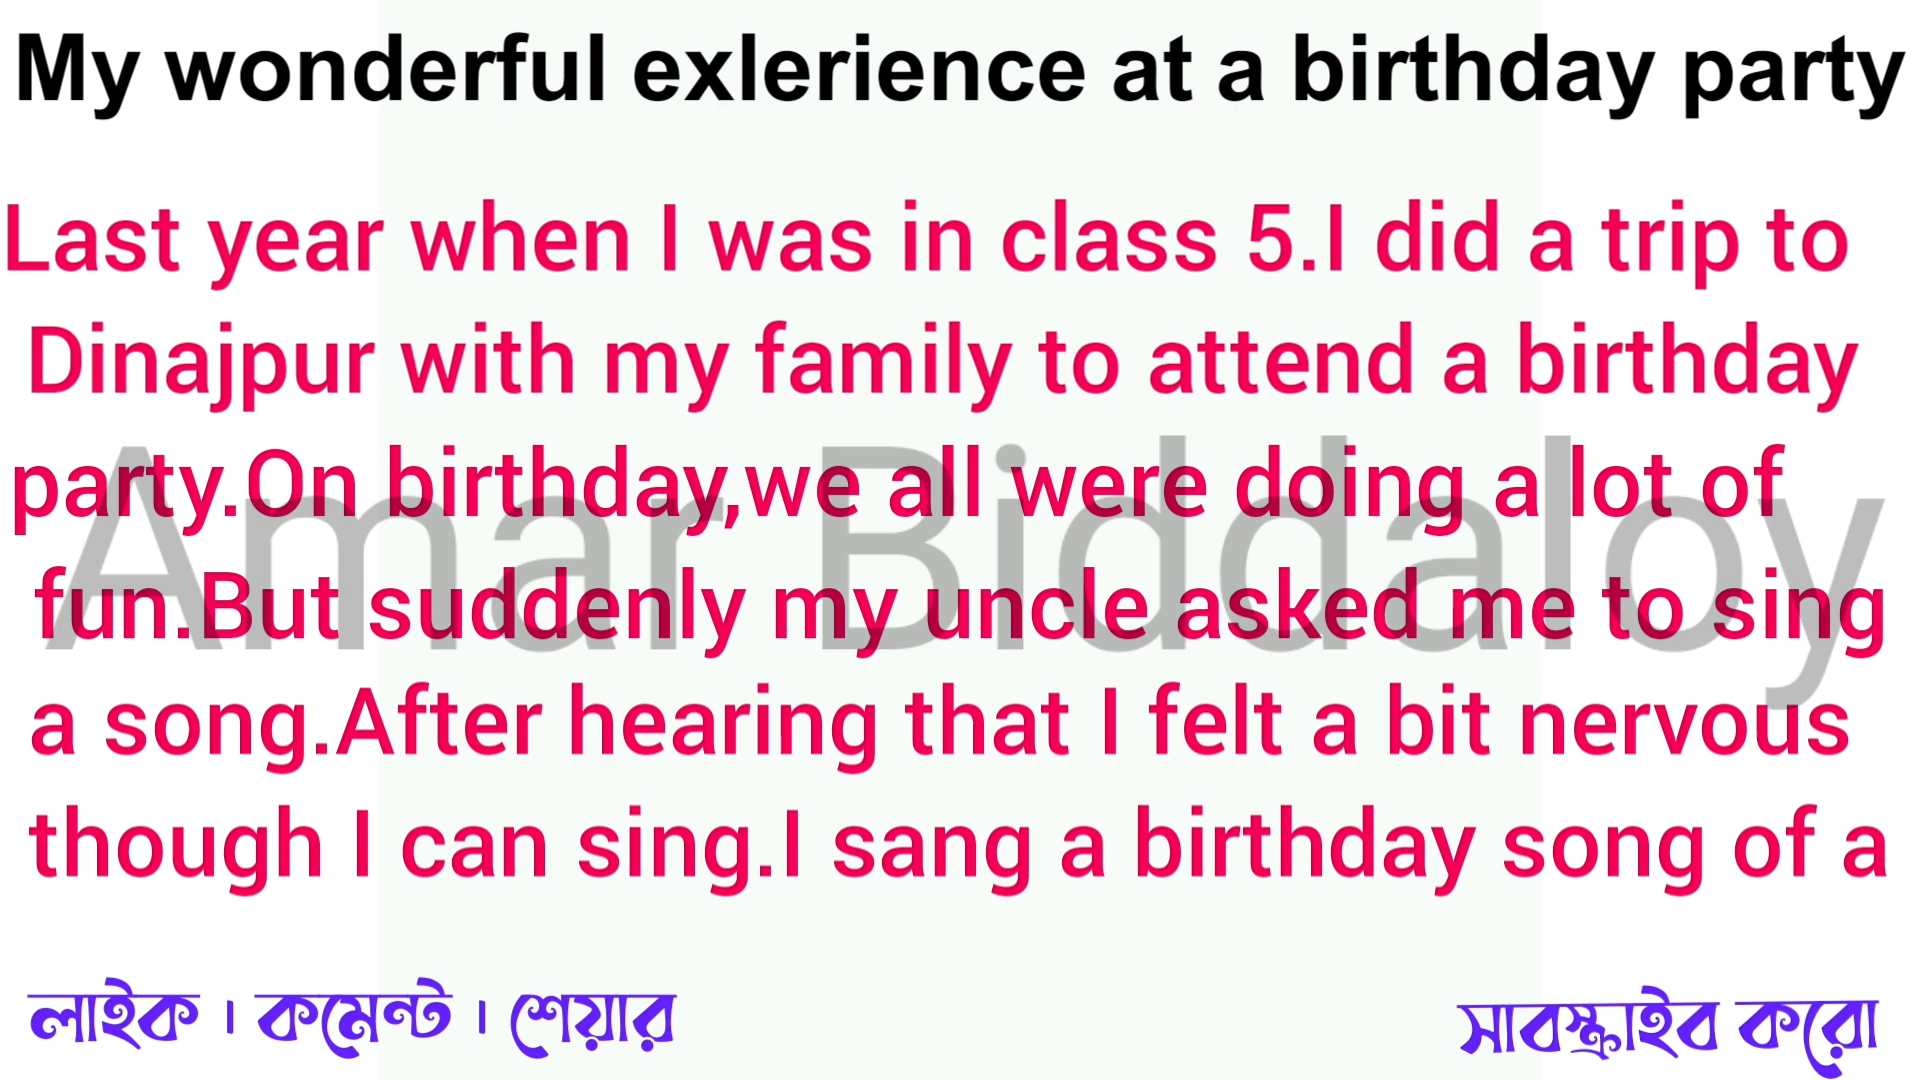 My wonderful exlerience at a birthday party
Last year when I was in class 5.I did a trip to
Dinajpur with my family to attend a birthday
party.On birthday,we all were doing a lot of
Amar Biddaloy
fun.But suddenly my uncle asked me to sing
a song.After hearing that I felt a bit nervous
though I can sing.I sang a birthday song of a
লাইক । কমেন্ট । শেয়ার
সাবস্ক্রাইব করো